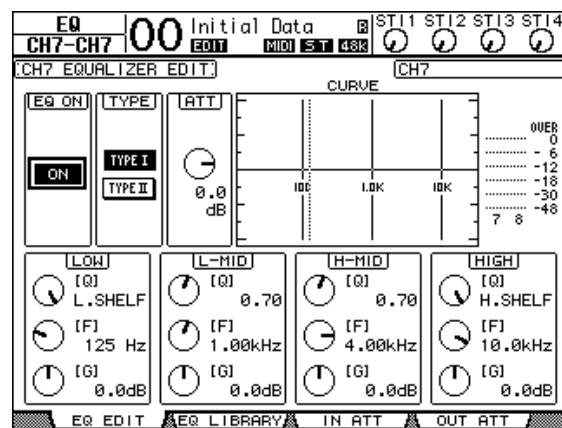 EQ
CH7-CH7
00 Initial Data
EDIT MIDI ST 48K
STI1 STI2 STI3 STI4
CH7 EQUALIZER EDIT
CH7
CURVE
EQ ON
TYPE
ATT
ON
TYPE I
TYPE II
0.0
dB
100 1.0K 10K
OVER
0
-6
-12
-18
-30
-48
7 8
LOW
[Q]
L.SHELF
[F]
125 Hz
[G]
0.0dB
L-MID
[Q]
0.70
[F]
1.00kHz
[G]
0.0dB
H-MID
[Q]
0.70
[F]
4.00kHz
[G]
0.0dB
HIGH
[Q]
H.SHELF
[F]
10.0kHz
[G]
0.0dB
EQ EDIT
EQ LIBRARY
IN ATT
OUT ATT